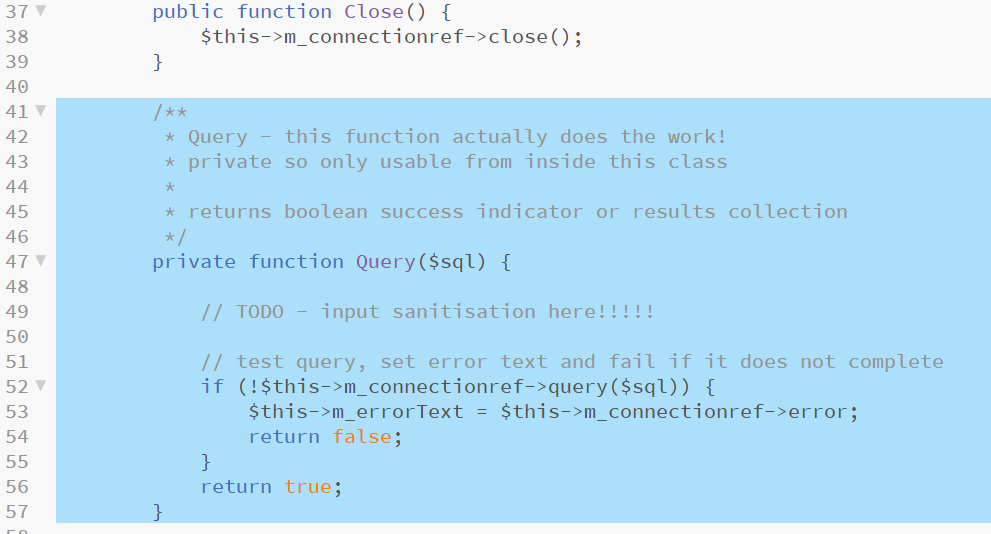 37 public function Close() {
38 $this->m_connectionref->close();
39 }
40
41 /**
42 * Query - this function actually does the work!
43 * private so only usable from inside this class
44 *
45 * returns boolean success indicator or results collection
46 */
47 private function Query($sql) {
48
49 // TODO - input sanitisation here!!!!!
50
51 // test query, set error text and fail if it does not complete
52 if (!$this->m_connectionref->query($sql)) {
53 $this->m_errorText = $this->m_connectionref->error;
54 return false;
55 }
56 return true;
57 }